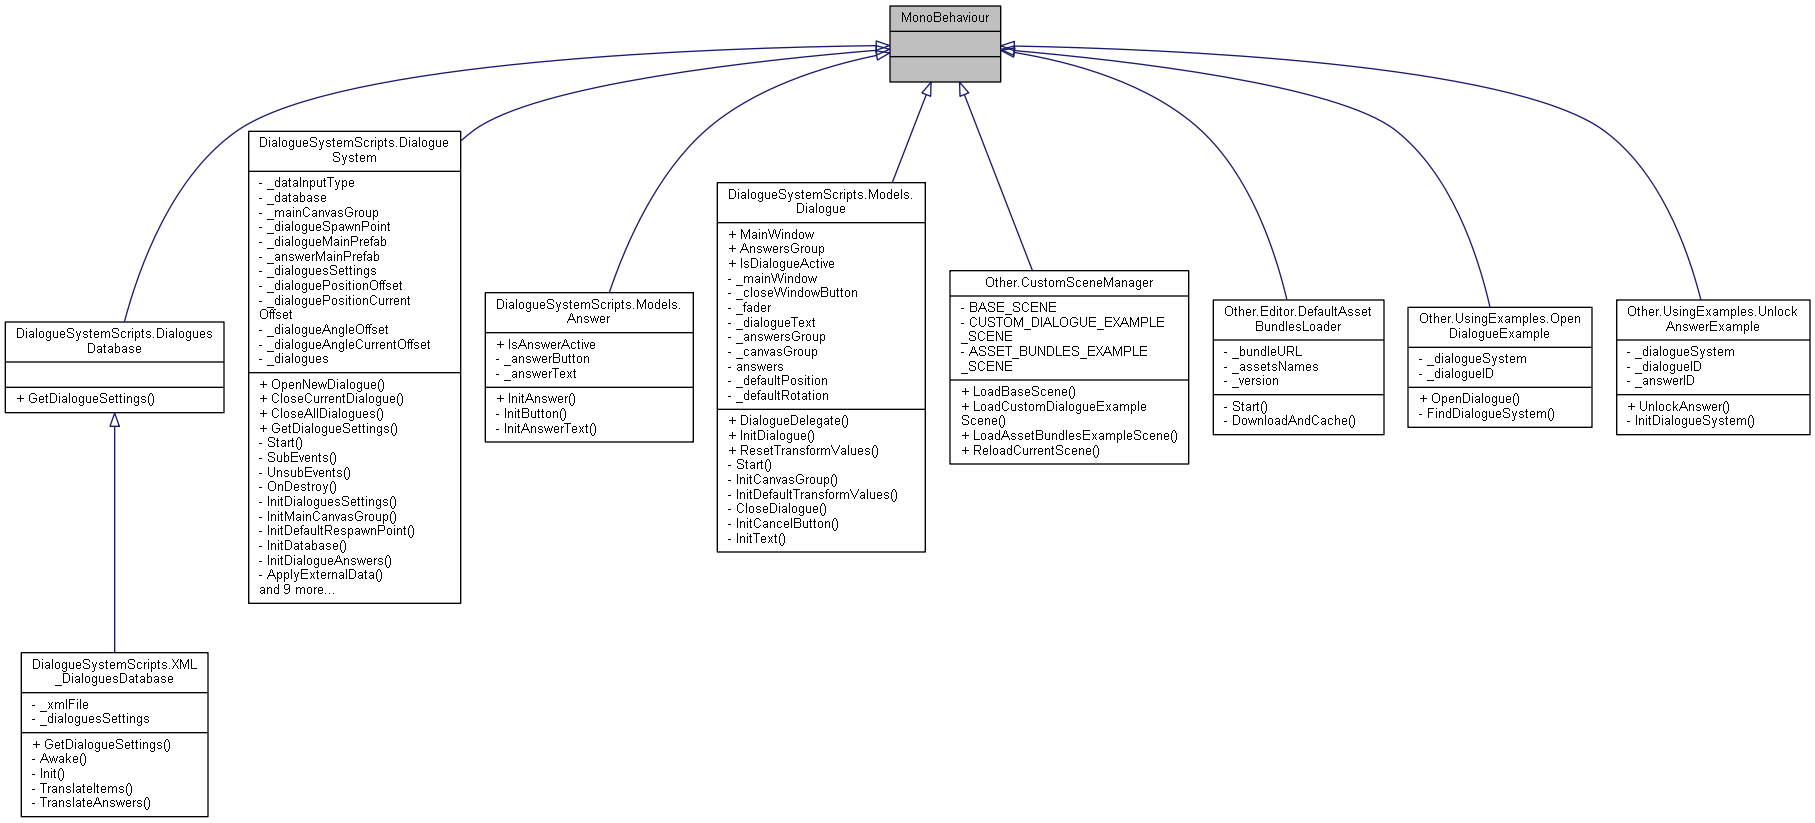 MonoBehaviour
DialogueSystemScripts.Dialogues
Database
+ GetDialogueSettings()
DialogueSystemScripts.Dialogue
System
- _dataInputType
- _database
- _mainCanvasGroup
- _dialogueSpawnPoint
- _dialogueMainPrefab
- _answerMainPrefab
- _dialoguesSettings
- _dialoguePositionOffset
- _dialoguePositionCurrent
Offset
- _dialogueAngleOffset
- _dialogueAngleCurrentOffset
- _dialogues
+ OpenNewDialogue()
+ CloseCurrentDialogue()
+ CloseAllDialogues()
+ GetDialogueSettings()
- Start()
- SubEvents()
- UnsubEvents()
- OnDestroy()
- InitDialoguesSettings()
- InitMainCanvasGroup()
- InitDefaultRespawnPoint()
- InitDatabase()
- InitDialogueAnswers()
- ApplyExternalData()
and 9 more...
DialogueSystemScripts.Models.
Answer
+ IsAnswerActive
- _answerButton
- _answerText
+ InitAnswer()
- InitButton()
- InitAnswerText()
DialogueSystemScripts.Models.
Dialogue
+ MainWindow
+ AnswersGroup
+ IsDialogueActive
- _mainWindow
- _closeWindowButton
- _fader
- _dialogueText
- _answersGroup
- _canvasGroup
- answers
- _defaultPosition
- _defaultRotation
+ DialogueDelegate()
+ InitDialogue()
+ ResetTransformValues()
- Start()
- InitCanvasGroup()
- InitDefaultTransformValues()
- CloseDialogue()
- InitCancelButton()
- InitText()
Other.CustomSceneManager
- BASE_SCENE
- CUSTOM_DIALOGUE_EXAMPLE
_SCENE
- ASSET_BUNDLES_EXAMPLE
_SCENE
+ LoadBaseScene()
+ LoadCustomDialogueExample
Scene()
+ LoadAssetBundlesExampleScene()
+ ReloadCurrentScene()
Other.Editor.DefaultAsset
BundlesLoader
- _bundleURL
- _assetsNames
- _version
- Start()
- DownloadAndCache()
Other.UsingExamples.Open
DialogueExample
- _dialogueSystem
- _dialogueID
+ OpenDialogue()
- FindDialogueSystem()
Other.UsingExamples.Unlock
AnswerExample
- _dialogueSystem
- _dialogueID
- _answerID
+ UnlockAnswer()
- InitDialogueSystem()
DialogueSystemScripts.XML
_DialoguesDatabase
- _xmlFile
- _dialoguesSettings
+ GetDialogueSettings()
- Awake()
- Init()
- TranslateItems()
- TranslateAnswers()